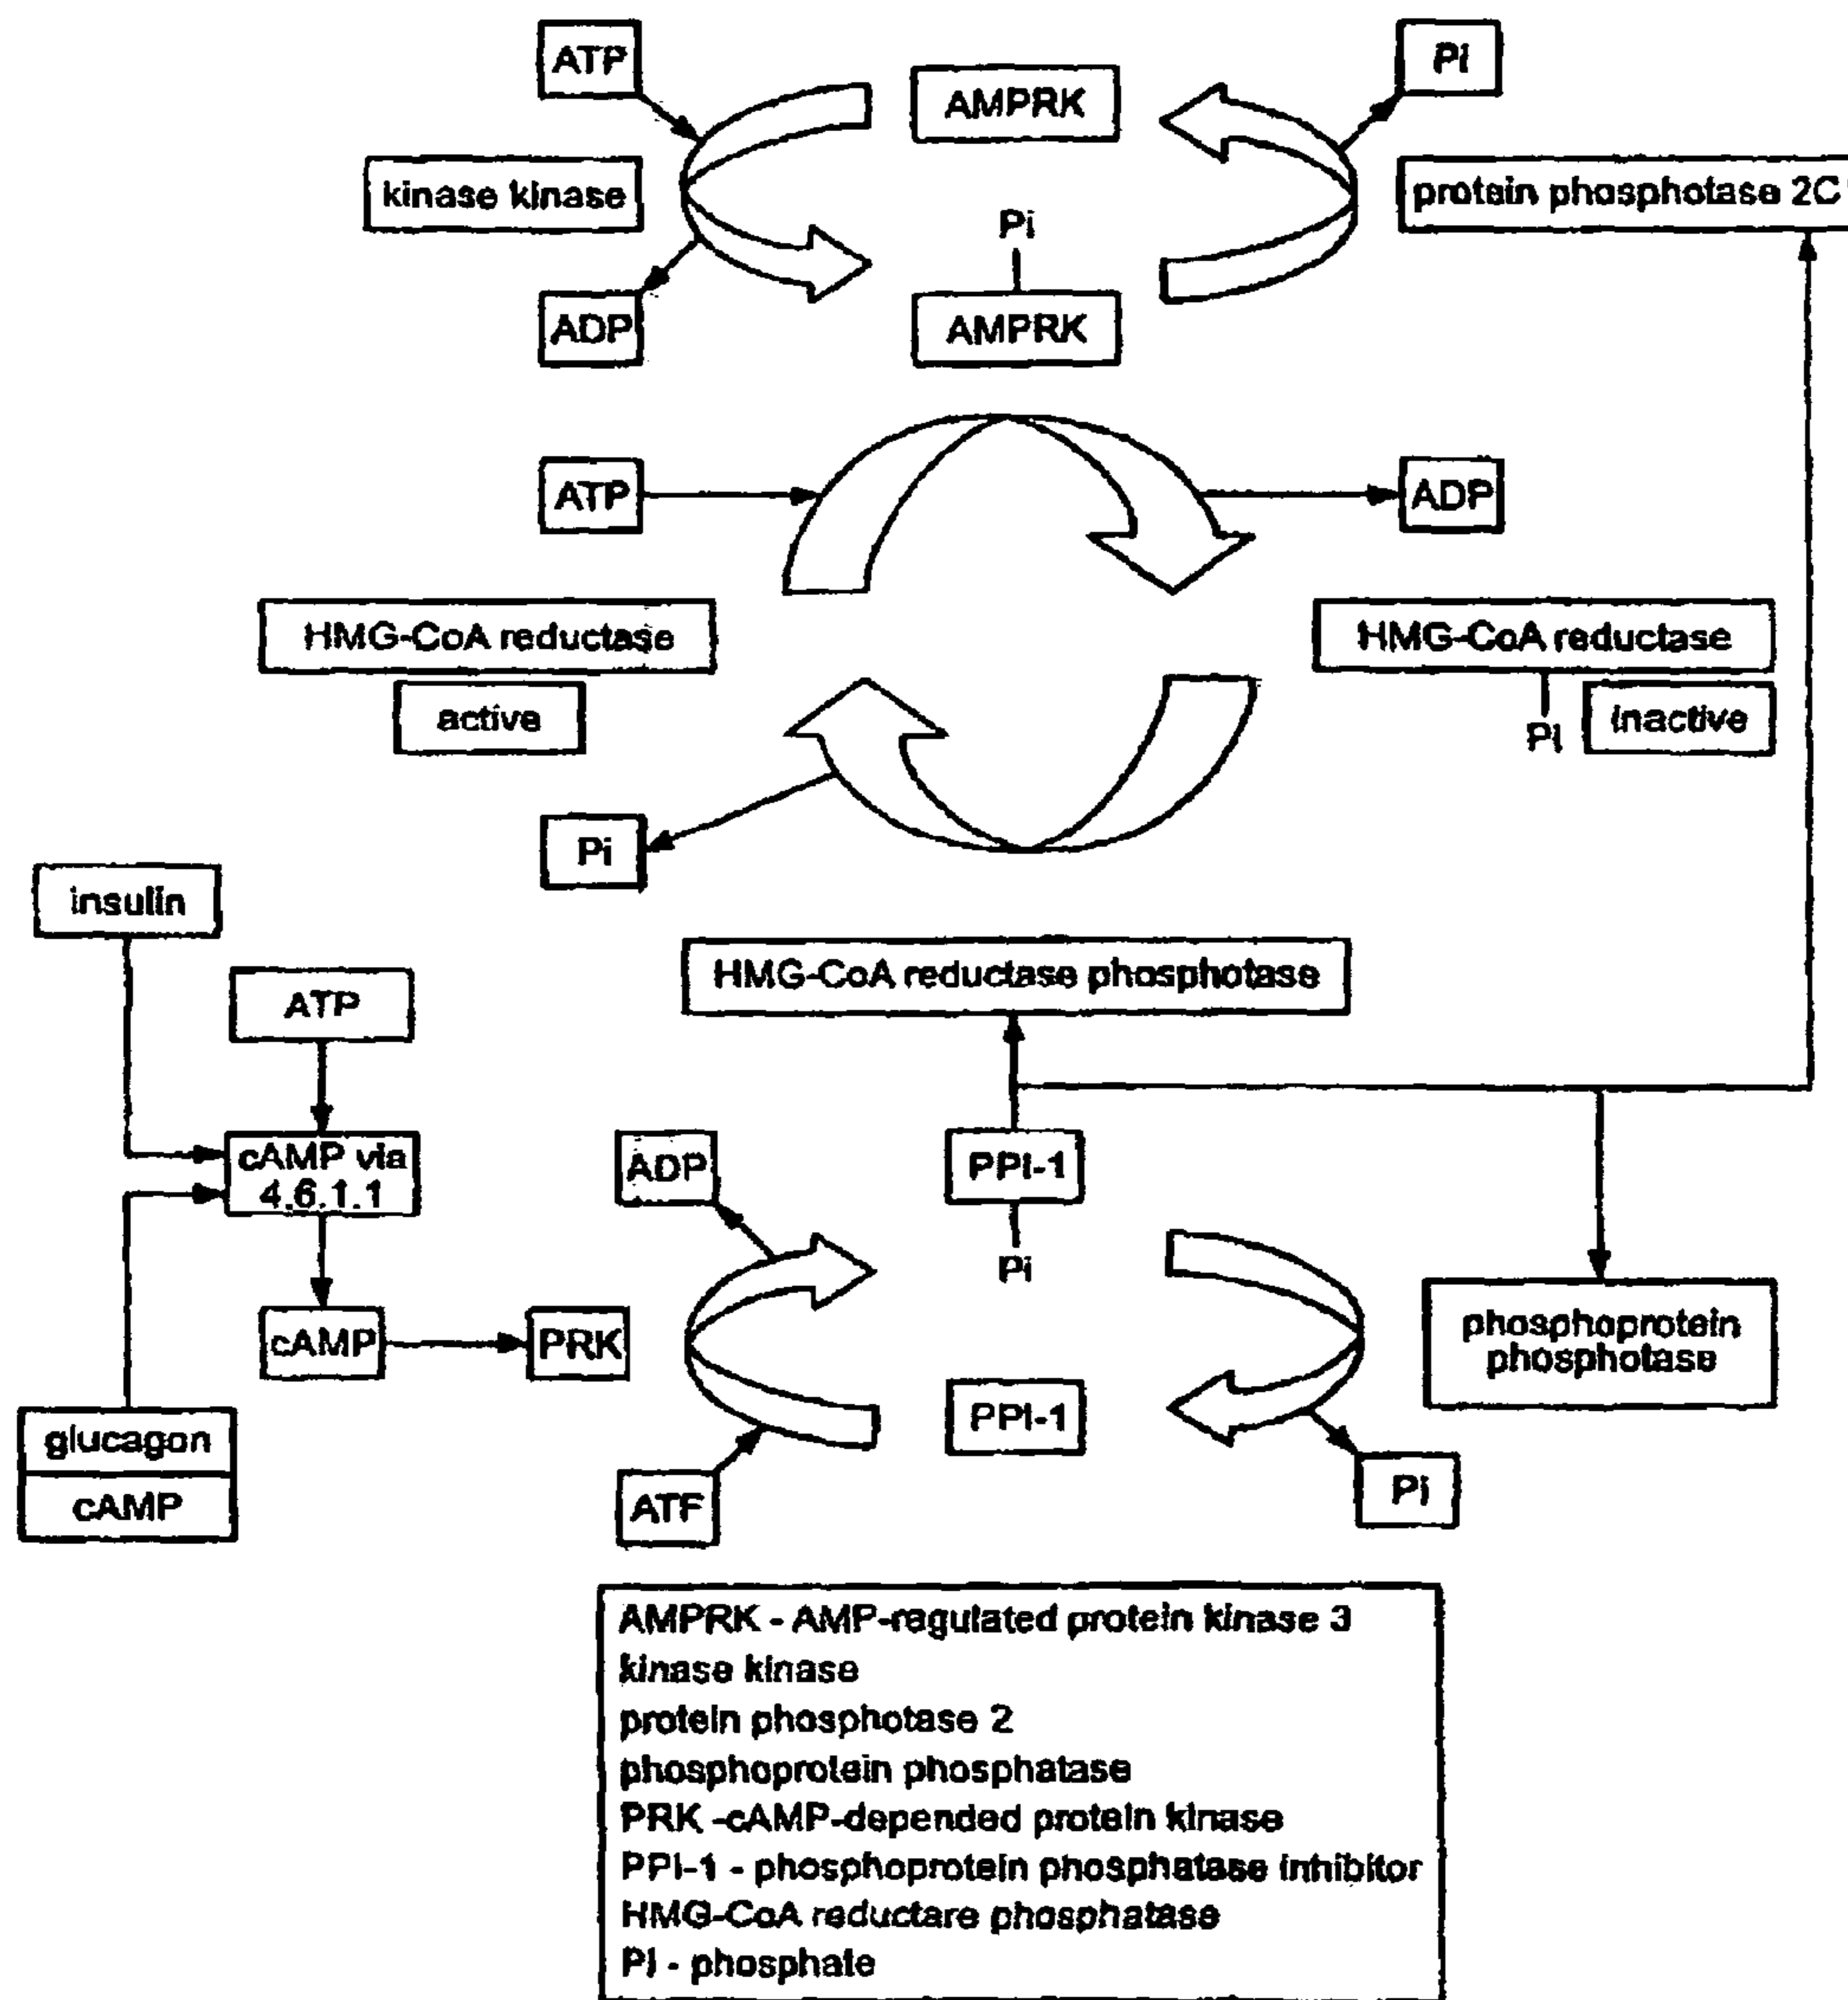 ATP
AMPRK
Pi
kinase kinase
protein phosphotase 2C
Pi
ADP
AMPRK
ATP
ADP
HMG-CoA reductase
HMG-CoA reductase
active
Pi
inactive
Pi
insulin
HMG-CoA reductase phosphotase
ATP
cAMP via
4.6.1.1
ADP
PPI-1
Pi
cAMP
PRK
phosphoprotein
phosphotase
PPI-1
glucagon
cAMP
ATF
Pi
AMPRK - AMP-ragulated protein kinase 3
kinase kinase
protein phosphotase 2
phosphoprotein phosphatase
PRK -cAMP-depended protein kinase
PPI-1 - phosphoprotein phosphatase inhibitor
HMG-CoA reductare phosphatase
PI - phosphate